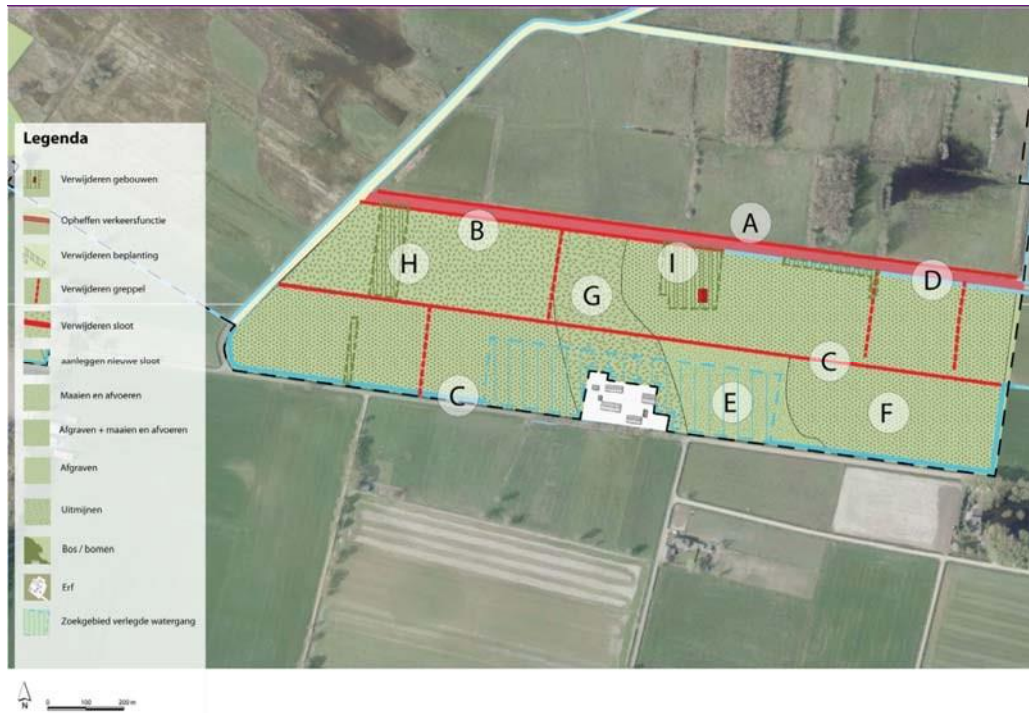 Legenda
Verwijderen gebouwen
Opheffen verkeersfunctie
Verwijderen beplanting
Verwijderen greppel
Verwijderen sloot
aanleggen nieuwe sloot
Maaien en afvoeren
Afgraven + maaien en afvoeren
Afgraven
Uitmijnen
Bos / bomen
Erf
Zoekgebied verlegde watergang
A
B
D
H
I
G
C
C
E
F
N
0 100 200 m